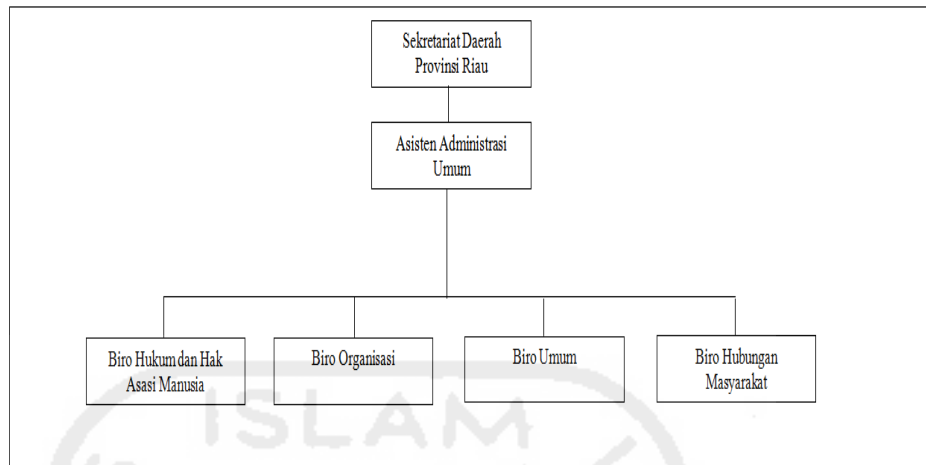 Sekretariat Daerah
Provinsi Riau
Asisten Administrasi
Umum
Biro Hukum dan Hak
Asasi Manusia
Biro Organisasi
Biro Umum
Biro Hubungan
Masyarakat
ISLAM